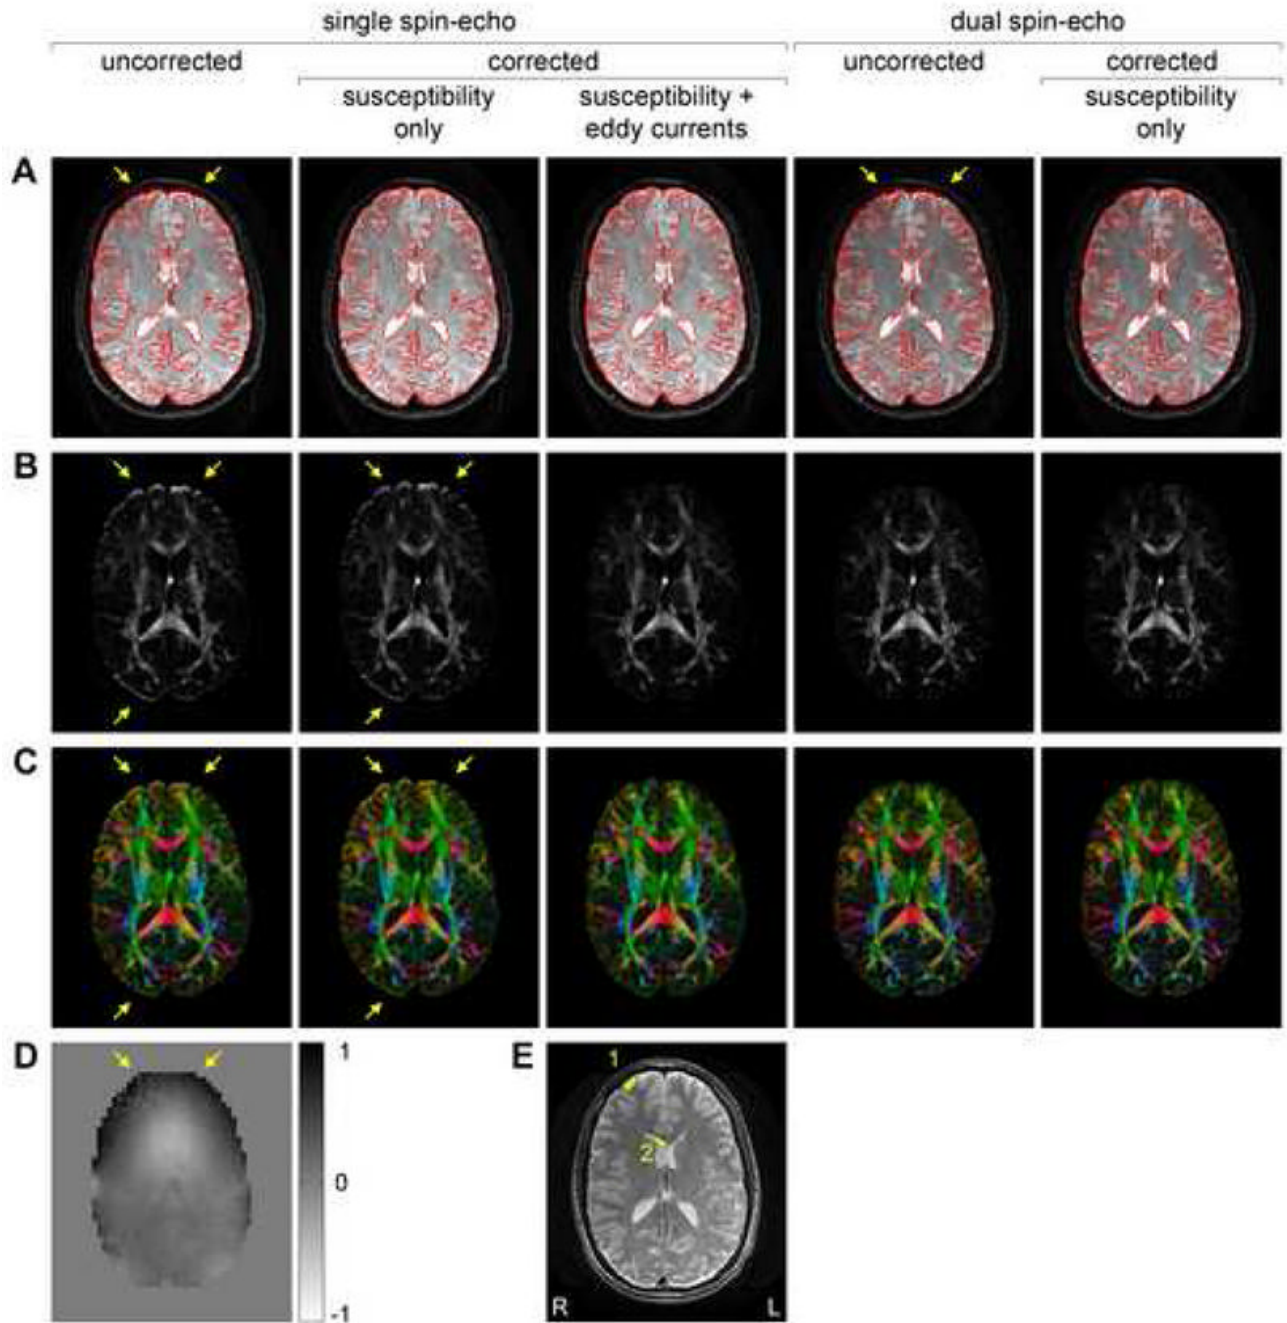 single spin-echo dual spin-echo
uncorrected corrected uncorrected corrected
susceptibility only susceptibility + eddy currents susceptibility only
A
B
C
D 1 E 1
0 2
-1 R L